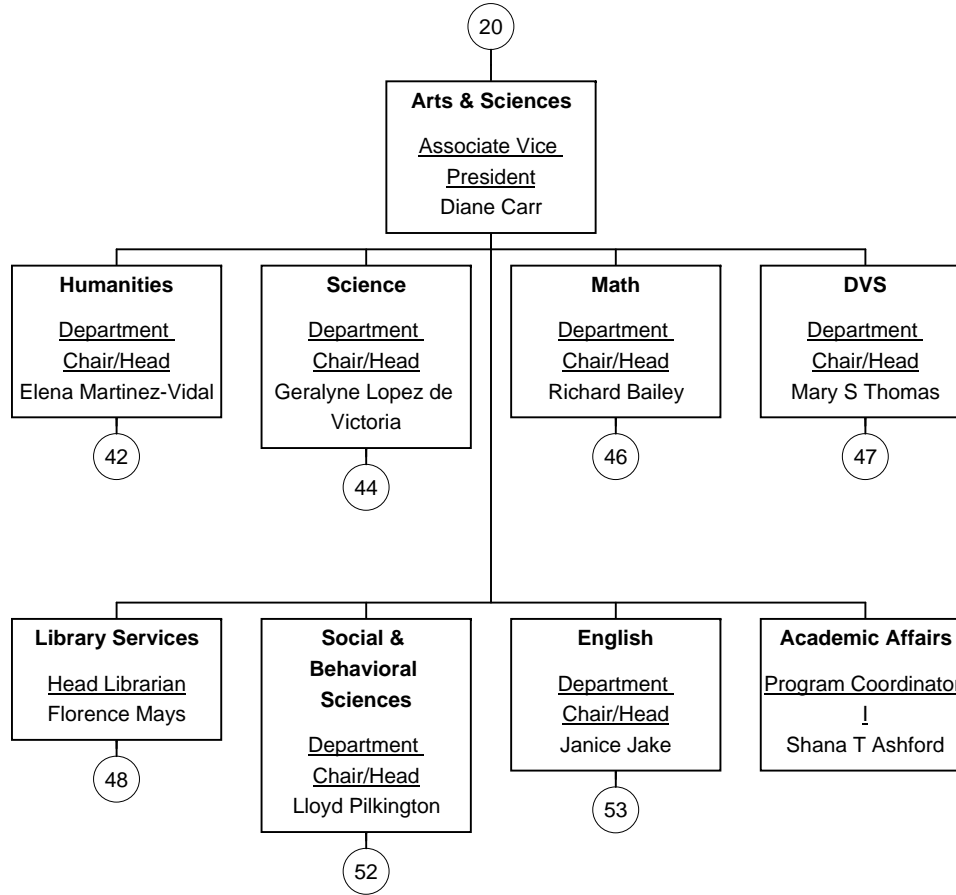 20
Arts & Sciences
Associate Vice
President
Diane Carr
Humanities
Department
Chair/Head
Elena Martinez-Vidal
42
Science
Department
Chair/Head
Geralyne Lopez de
Victoria
44
Math
Department
Chair/Head
Richard Bailey
46
DVS
Department
Chair/Head
Mary S Thomas
47
Library Services
Head Librarian
Florence Mays
48
Social &
Behavioral
Sciences
Department
Chair/Head
Lloyd Pilkington
52
English
Department
Chair/Head
Janice Jake
53
Academic Affairs
Program Coordinator
I
Shana T Ashford